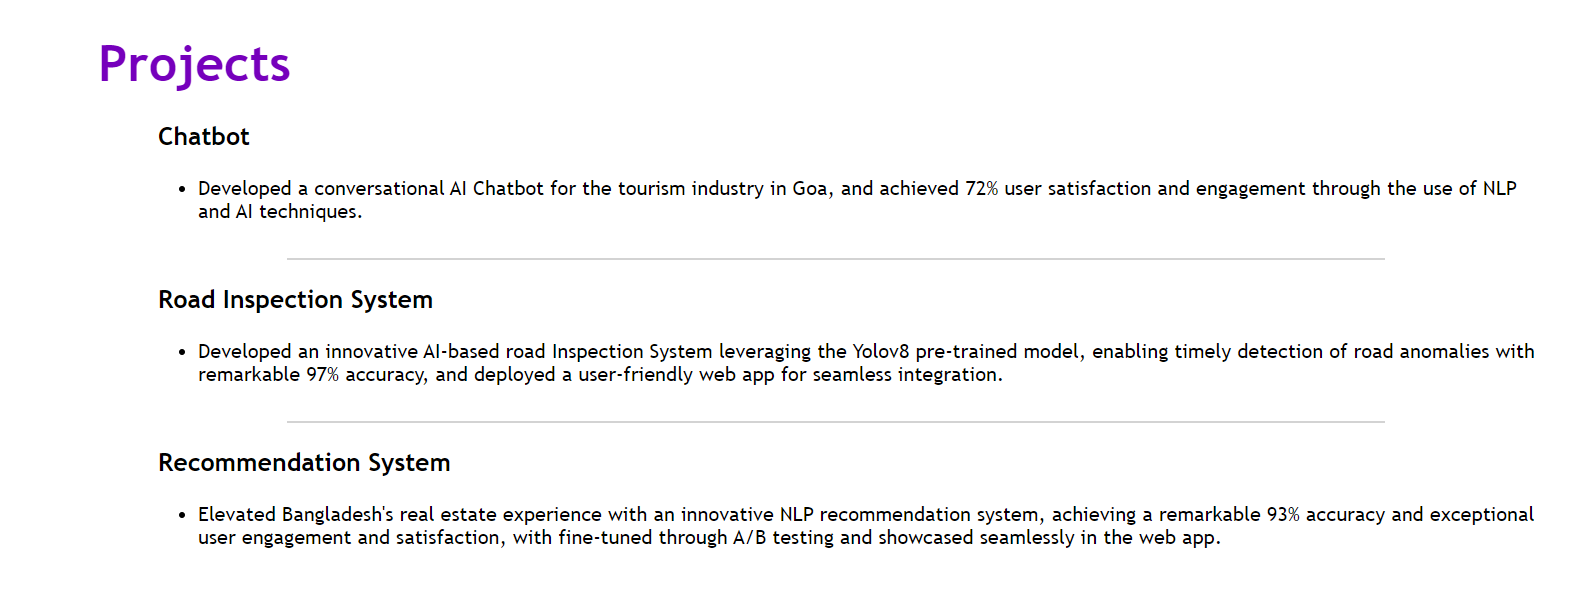 Projects
Chatbot
• Developed a conversational AI Chatbot for the tourism industry in Goa, and achieved 72% user satisfaction and engagement through the use of NLP
and AI techniques.
Road Inspection System
• Developed an innovative AI-based road Inspection System leveraging the Yolov8 pre-trained model, enabling timely detection of road anomalies with
remarkable 97% accuracy, and deployed a user-friendly web app for seamless integration.
Recommendation System
• Elevated Bangladesh's real estate experience with an innovative NLP recommendation system, achieving a remarkable 93% accuracy and exceptional
user engagement and satisfaction, with fine-tuned through A/B testing and showcased seamlessly in the web app.